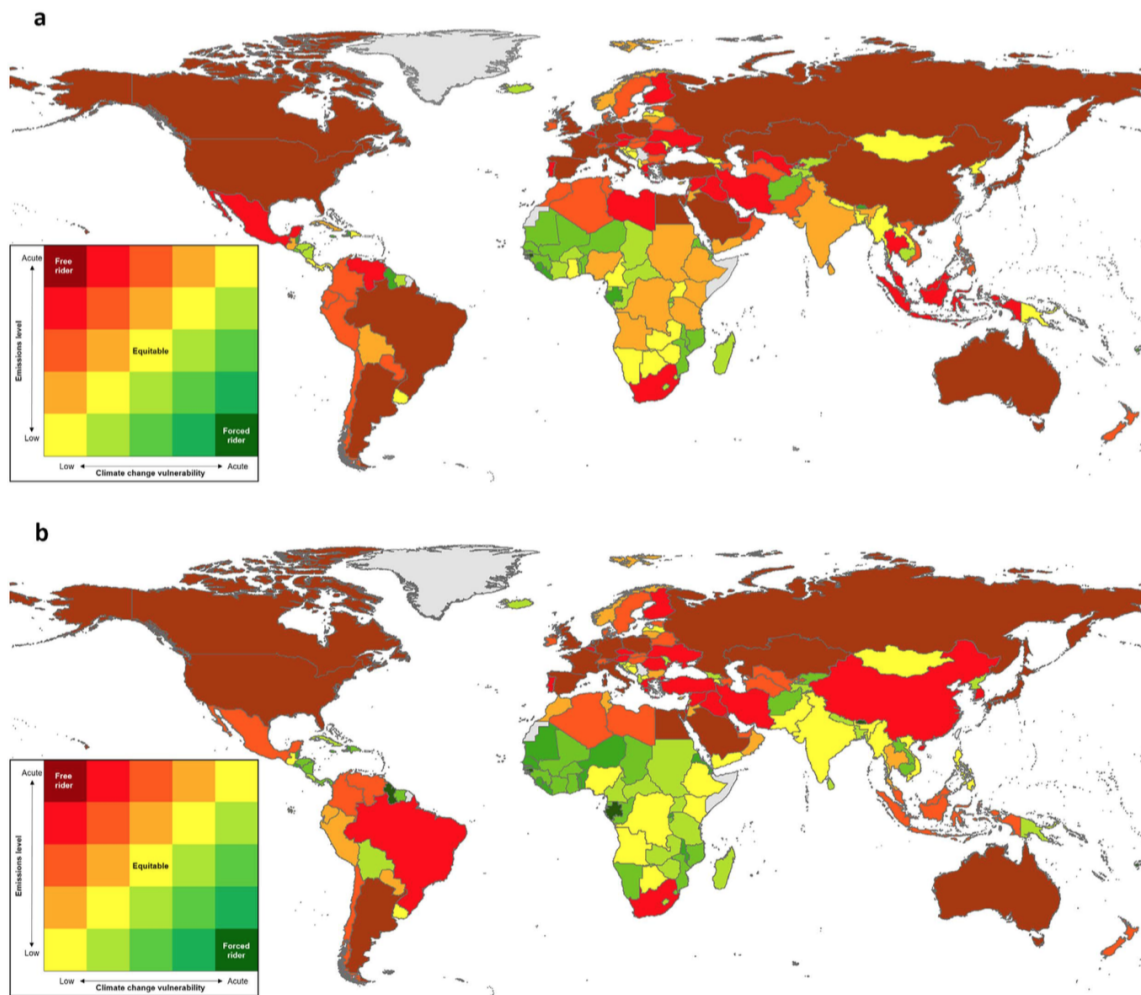 a
Acute
Free
rider
Emissions level
Equitable
Low
Forced
rider
Low
Acute
Climate change vulnerability
b
Acute
Free
rider
Emissions level
Equitable
Low
Forced
rider
Low
Acute
Climate change vulnerability